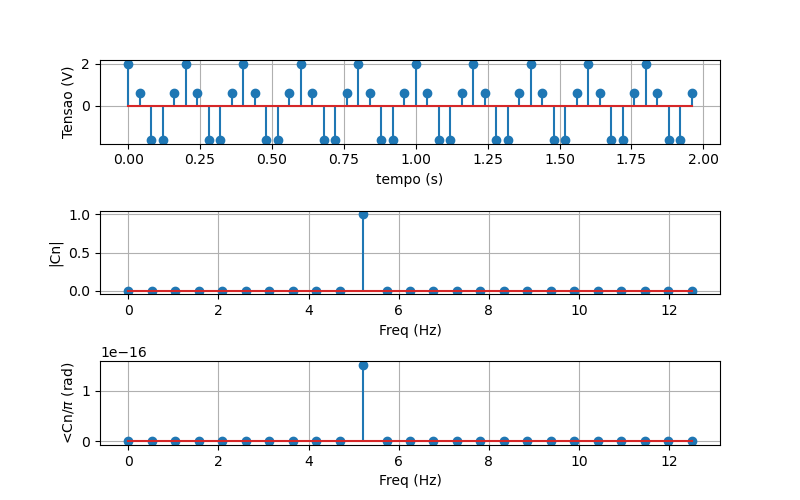 2
0
Tensao (V)
0.00 0.25 0.50 0.75 1.00 1.25 1.50 1.75 2.00
tempo (s)
1.0
0.5
0.0
|Cn|
0 2 4 6 8 10 12
Freq (Hz)
1e−16
1
0
<Cn/π (rad)
0 2 4 6 8 10 12
Freq (Hz)